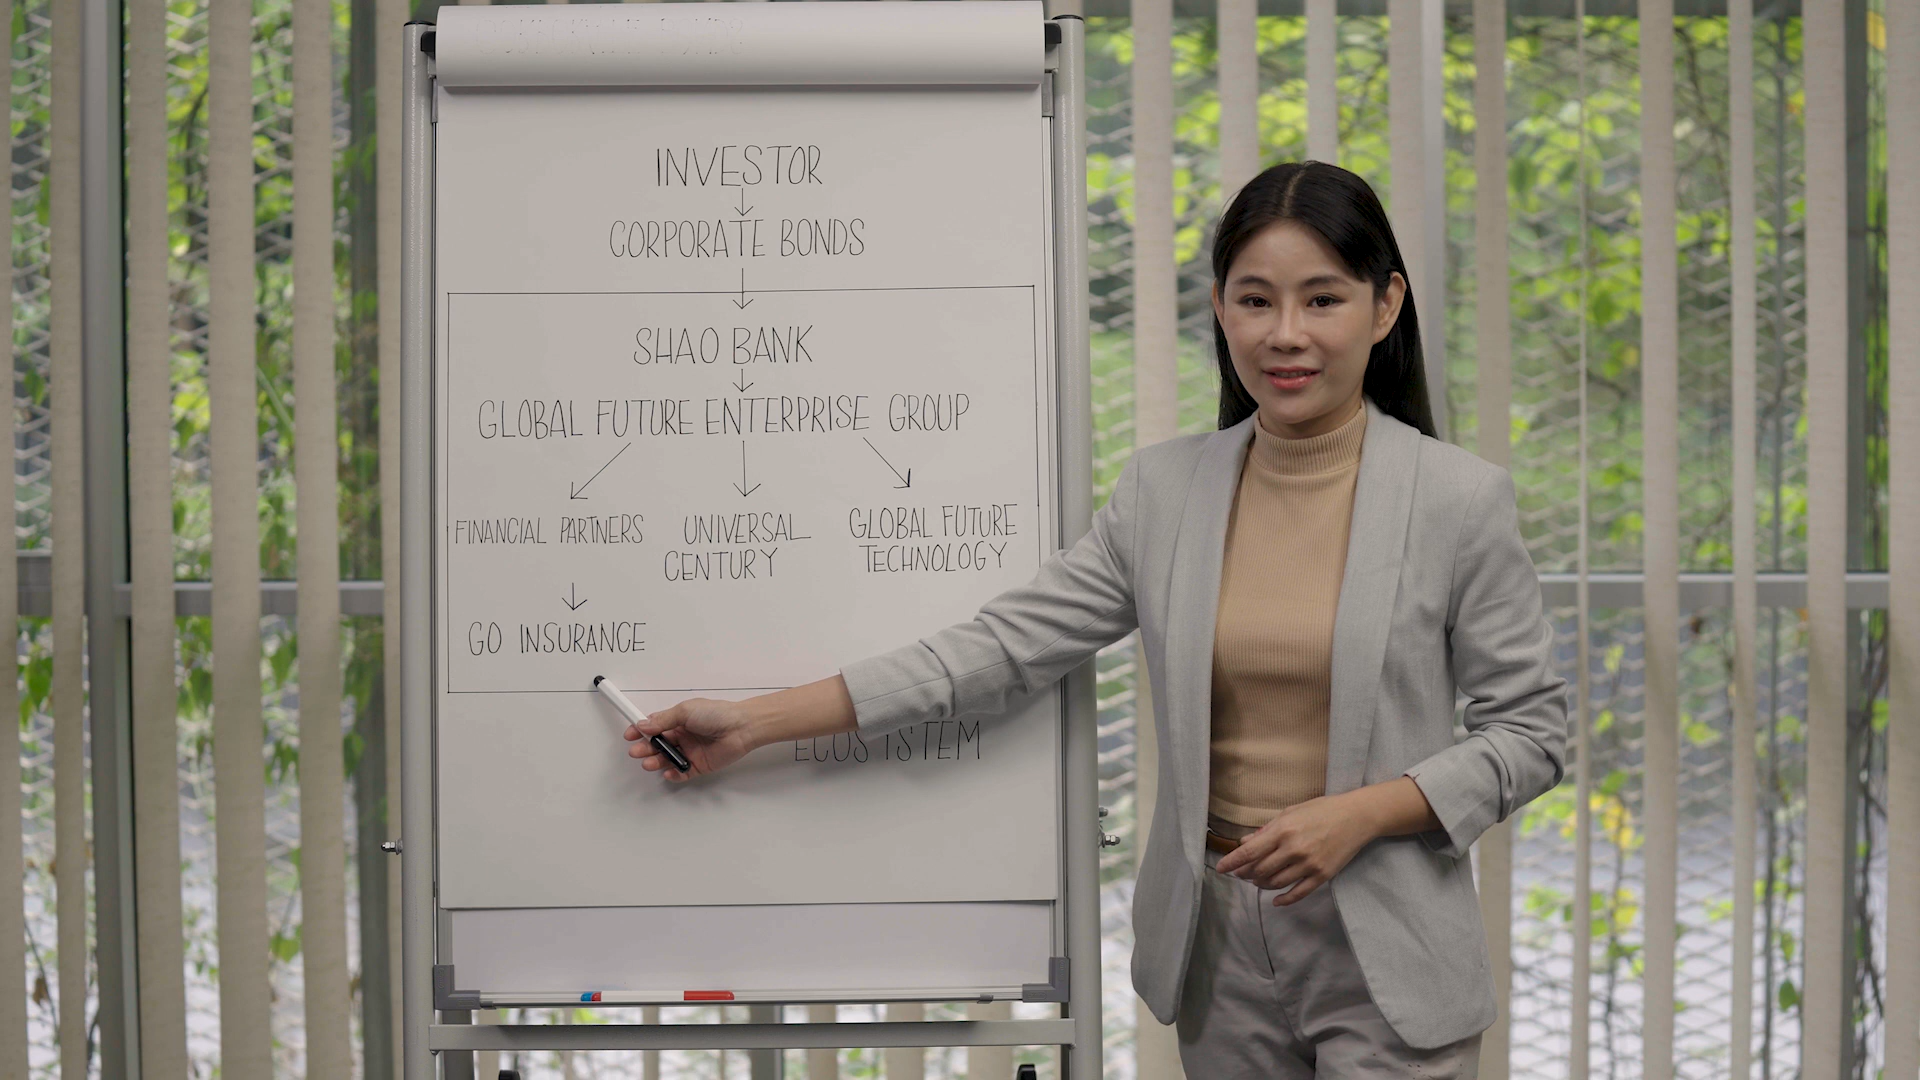 INVESTOR
CORPORATE BONDS
SHAO BANK
GLOBAL FUTURE ENTERPRISE GROUP
FINANCIAL PARTNERS
UNIVERSAL
CENTURY
GLOBAL FUTURE
TECHNOLOGY
GO INSURANCE
ECOSYSTEM